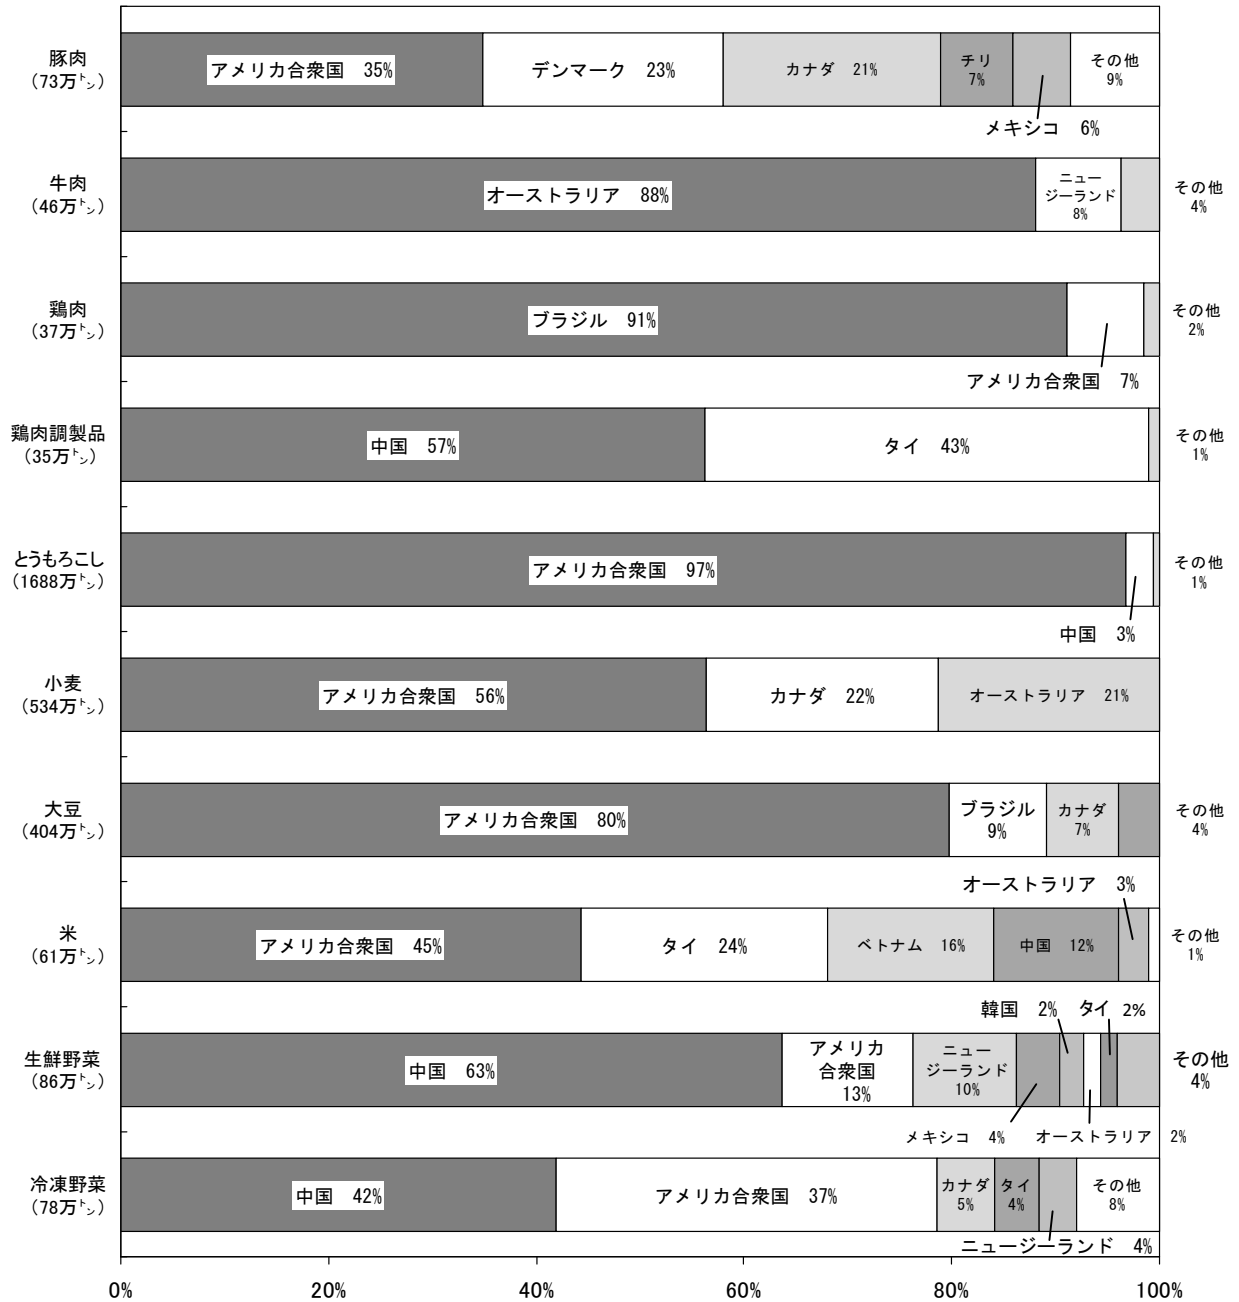 豚肉
(73万㌧)
アメリカ合衆国 35%
デンマーク 23%
カナダ 21%
チリ
7%
その他
9%
メキシコ 6%
牛肉
(46万㌧)
オーストラリア 88%
ニュー
ジーランド
8%
その他
4%
鶏肉
(37万㌧)
ブラジル 91%
その他
2%
アメリカ合衆国 7%
鶏肉調製品
(35万㌧)
中国 57%
タイ 43%
その他
1%
とうもろこし
(1688万㌧)
アメリカ合衆国 97%
その他
1%
中国 3%
小麦
(534万㌧)
アメリカ合衆国 56%
カナダ 22%
オーストラリア 21%
大豆
(404万㌧)
アメリカ合衆国 80%
ブラジル
9%
カナダ
7%
その他
4%
オーストラリア 3%
米
(61万㌧)
アメリカ合衆国 45%
タイ 24%
ベトナム 16%
中国 12%
その他
1%
韓国 2%
タイ 2%
生鮮野菜
(86万㌧)
中国 63%
アメリカ
合衆国
13%
ニュー
ジーランド
10%
その他
4%
メキシコ 4%
オーストラリア 2%
冷凍野菜
(78万㌧)
中国 42%
アメリカ合衆国 37%
カナダ
5%
タイ
4%
その他
8%
ニュージーランド 4%
0%
20%
40%
60%
80%
100%